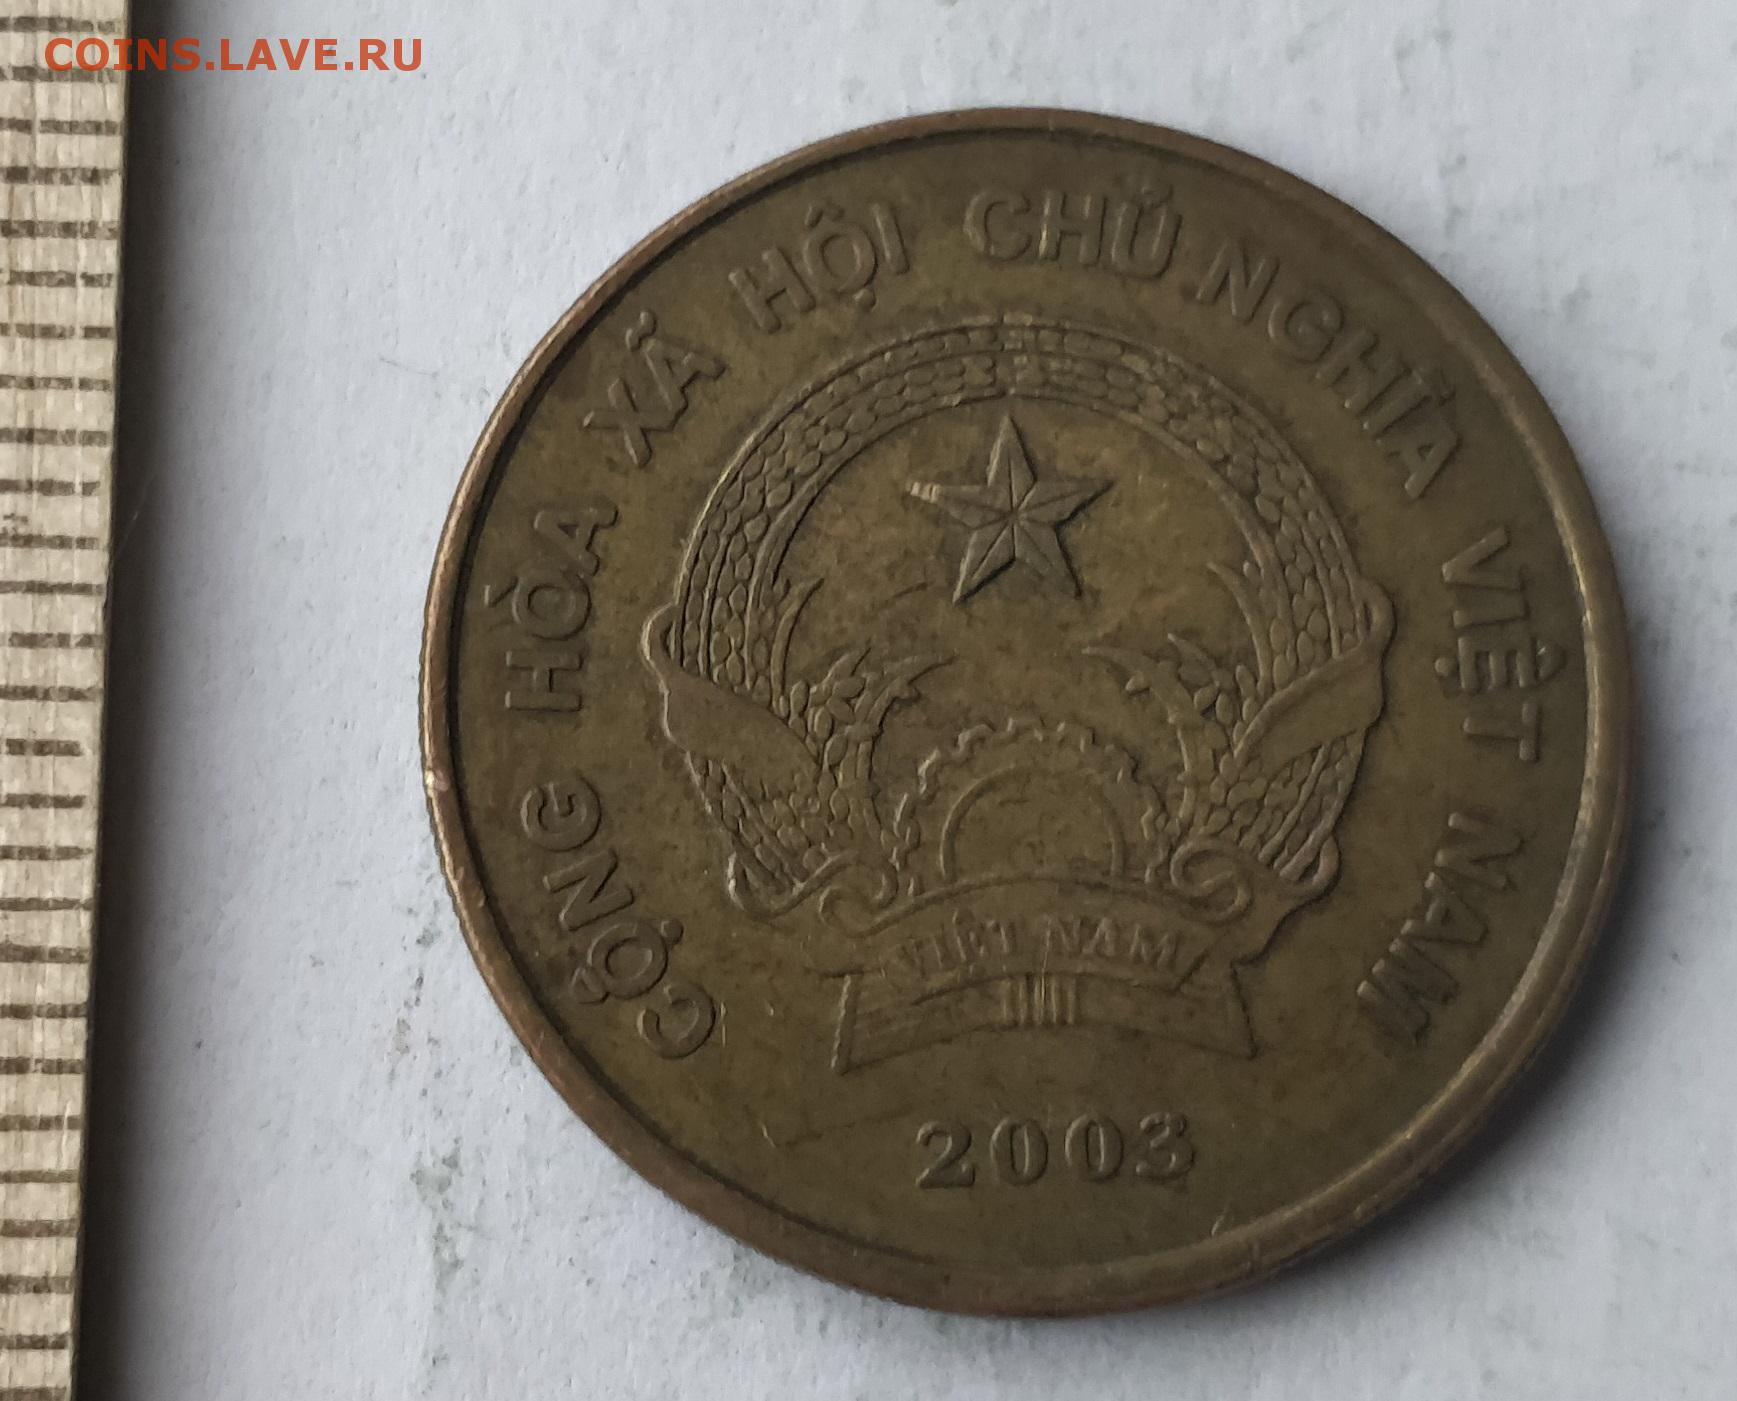 COINS.LAVE.RU
CỘNG HÒA XÃ HỘI CHỦ NGHĨA VIỆT NAM
VIỆT NAM
2003